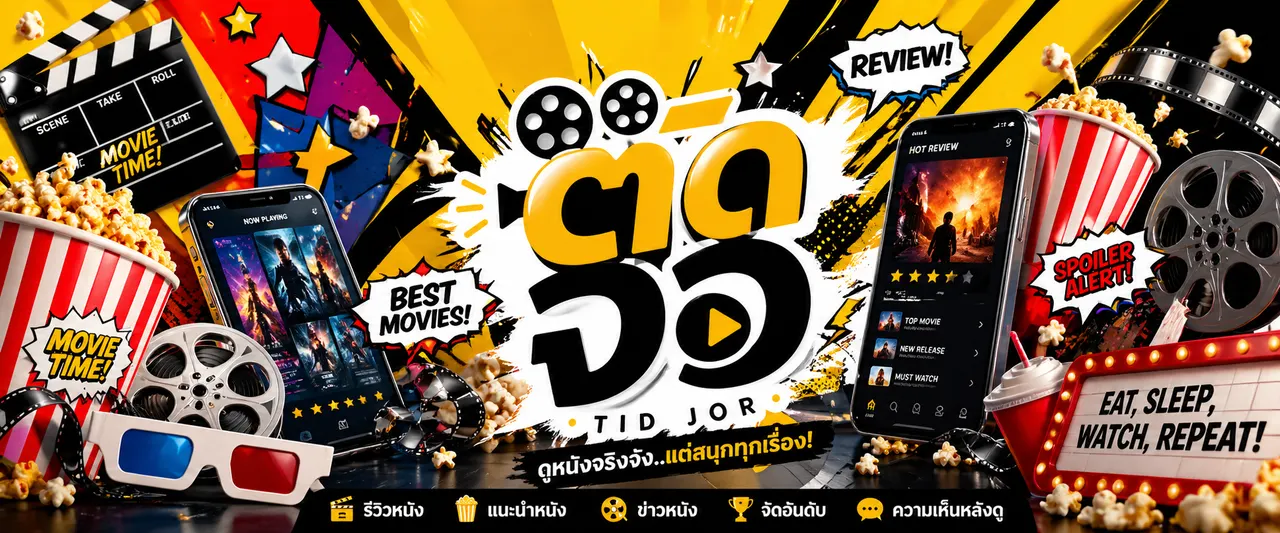 SCENE
TAKE
ROLL
MOVIE
TIME!
MOVIE
TIME!
NOW PLAYING
BEST
MOVIES!
ติด
จอ
TID JOR
ดูหนังจริงจัง..แต่สนุกทุกเรื่อง!
REVIEW!
HOT REVIEW
TOP MOVIE
NEW RELEASE
MUST WATCH
SPOILER
ALERT!
EAT, SLEEP,
WATCH, REPEAT!
รีวิวหนัง
แนะนำหนัง
ข่าวหนัง
จัดอันดับ
ความเห็นหลังดู